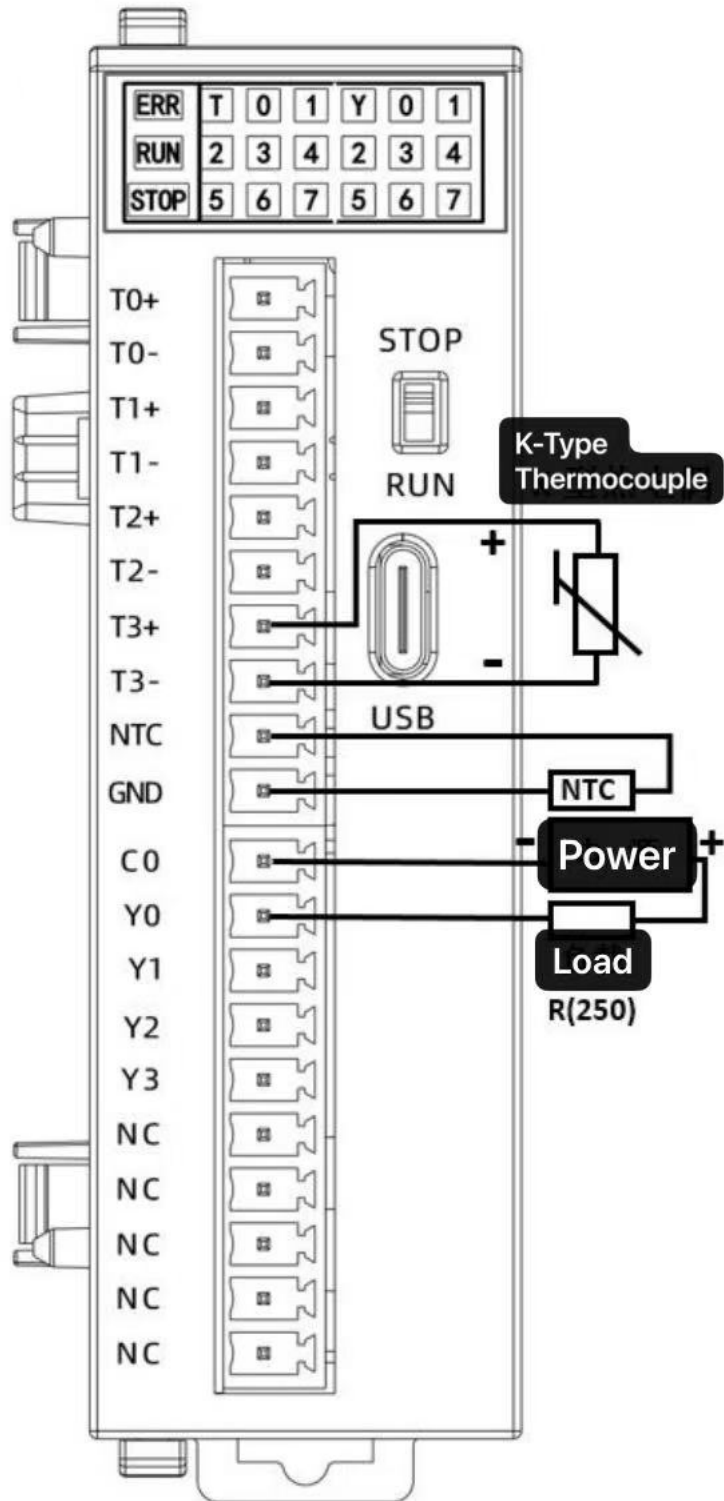 ERR T 0 1 Y 0 1
RUN 2 3 4 2 3 4
STOP 5 6 7 5 6 7
T0+
T0-
STOP
T1+
T1-
RUN
K-Type
Thermocouple
T2+
+
T2-
T3+
-
T3-
USB
NTC
GND
NTC
- Power +
C0
Y0
Load
R(250)
Y1
Y2
Y3
NC
NC
NC
NC
NC